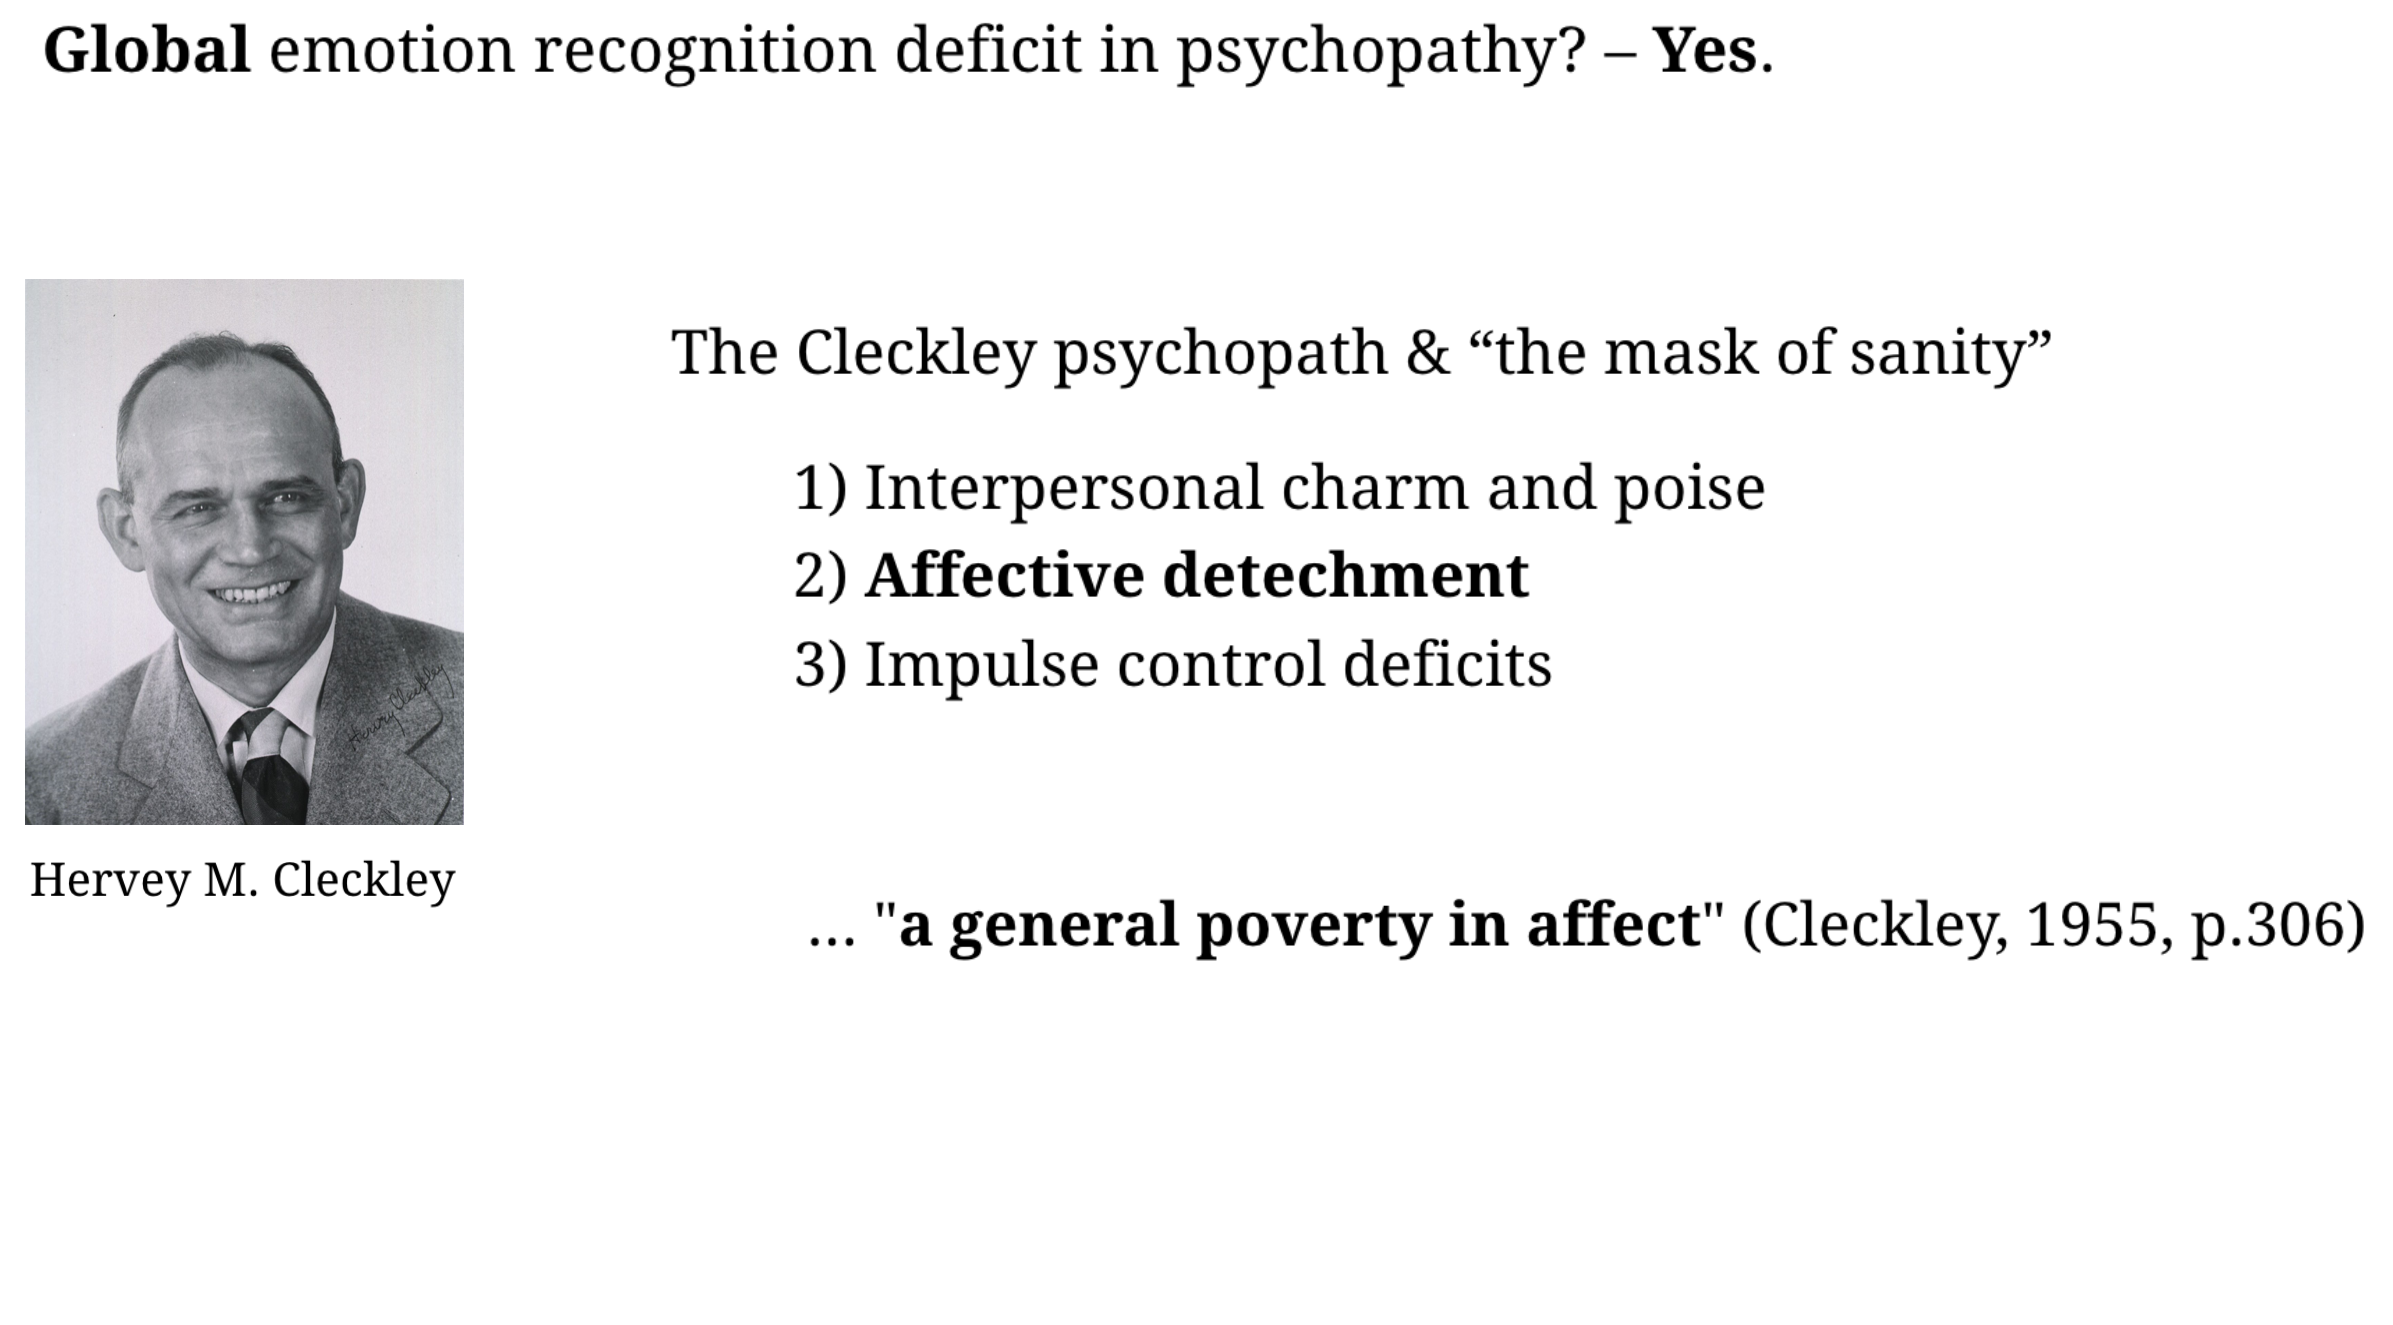 Global emotion recognition deficit in psychopathy? – Yes.
The Cleckley psychopath & “the mask of sanity”
1) Interpersonal charm and poise
2) Affective detechment
3) Impulse control deficits
Hervey Cleckley
Hervey M. Cleckley
... "a general poverty in affect" (Cleckley, 1955, p.306)